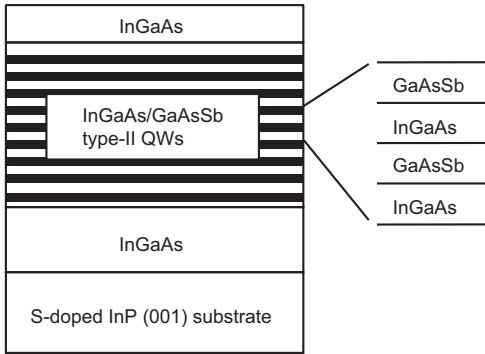 InGaAs
InGaAs/GaAsSb
type-II QWs
GaAsSb
InGaAs
GaAsSb
InGaAs
InGaAs
S-doped InP (001) substrate